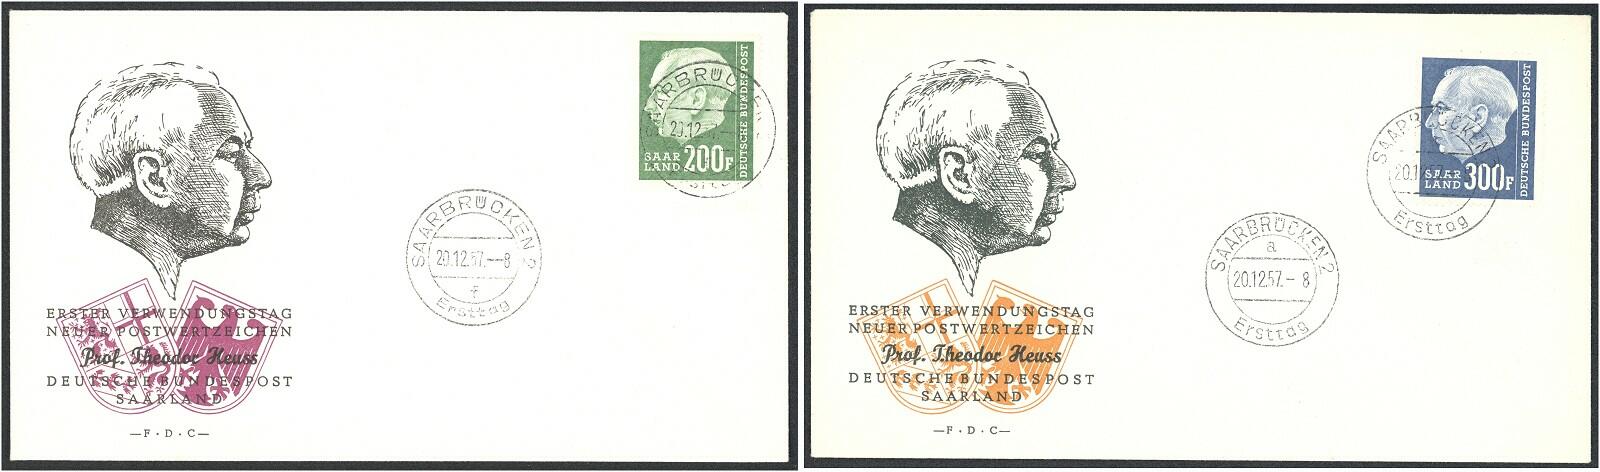 SAAR
LAND 200F
DEUTSCHE BUNDESPOST
SAARBRÜCKEN 2
20.12.57.—8
f
Ersttag
ERSTER VERWENDUNGSTAG
NEUER POSTWERTZEICHEN
Prof. Theodor Heuss
DEUTSCHE BUNDESPOST
SAARLAND
—F·D·C—
SAAR
LAND 300F
DEUTSCHE BUNDESPOST
SAARBRÜCKEN
Ersttag
SAARBRÜCKEN 2
a
20.12.57.—8
Ersttag
ERSTER VERWENDUNGSTAG
NEUER POSTWERTZEICHEN
Prof. Theodor Heuss
DEUTSCHE BUNDESPOST
SAARLAND
—F·D·C—